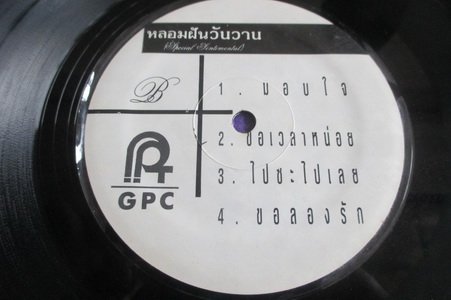 หลอมฝันวันวาน
(Special Sentimental)
B
1. มอบใจ
2. ขอเวลาหน่อย
3. ไปซะไปเลย
4. ขอลองรัก
GPC